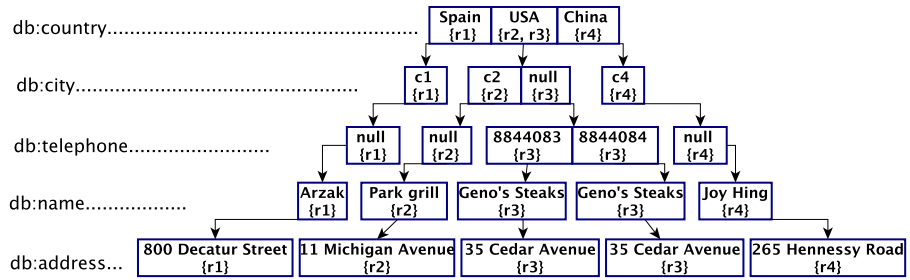 db:country.................................................... Spain USA China
{r1} {r2, r3} {r4}
db:city............................................... c1 c2 null c4
{r1} {r2} {r3} {r4}
db:telephone....................... null null 8844083 8844084 null
{r1} {r2} {r3} {r3} {r4}
db:name................. Arzak Park grill Geno's Steaks Geno's Steaks Joy Hing
{r1} {r2} {r3} {r3} {r4}
db:address... 800 Decatur Street 11 Michigan Avenue 35 Cedar Avenue 35 Cedar Avenue 265 Hennessy Road
{r1} {r2} {r3} {r3} {r4}